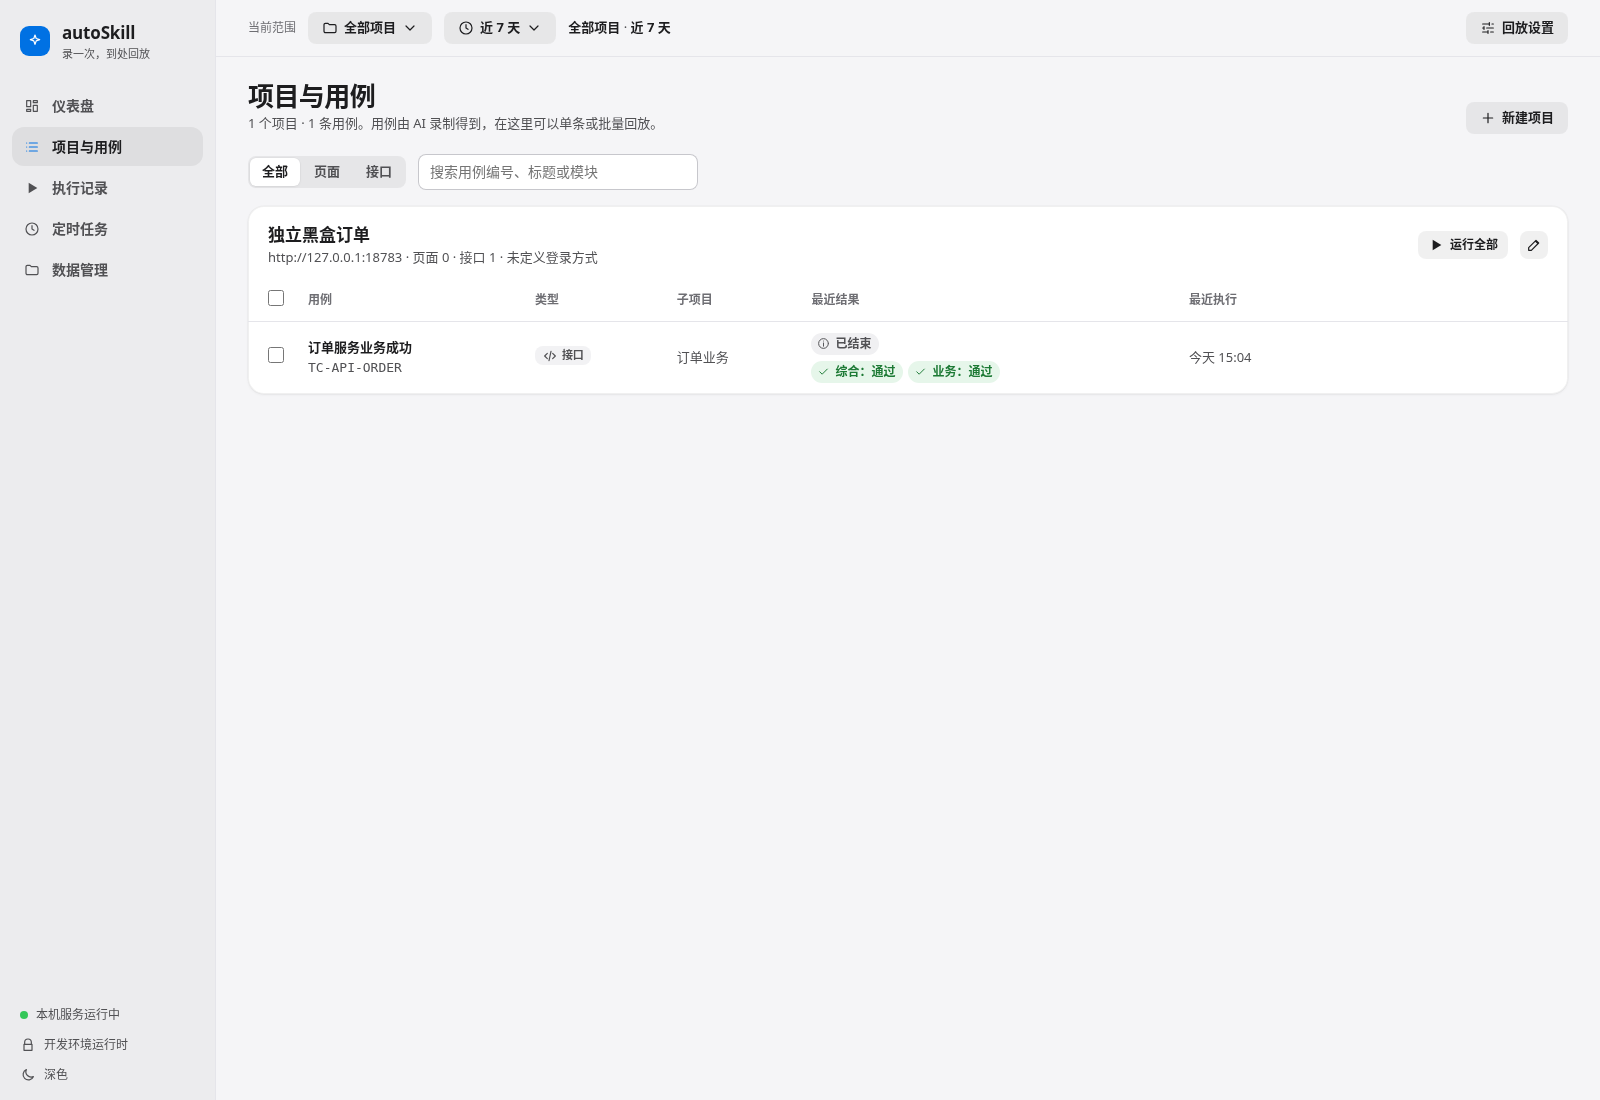 autoSkill
录一次，到处回放
仪表盘
项目与用例
执行记录
定时任务
数据管理
本机服务运行中
开发环境运行时
深色
当前范围 全部项目 近 7 天 全部项目 · 近 7 天 回放设置
项目与用例
1 个项目 · 1 条用例。用例由 AI 录制得到，在这里可以单条或批量回放。
新建项目
全部 页面 接口 搜索用例编号、标题或模块
独立黑盒订单
http://127.0.0.1:18783 · 页面 0 · 接口 1 · 未定义登录方式
运行全部
用例 类型 子项目 最近结果 最近执行
订单服务业务成功
TC-API-ORDER
接口
订单业务
已结束
综合：通过 业务：通过
今天 15:04